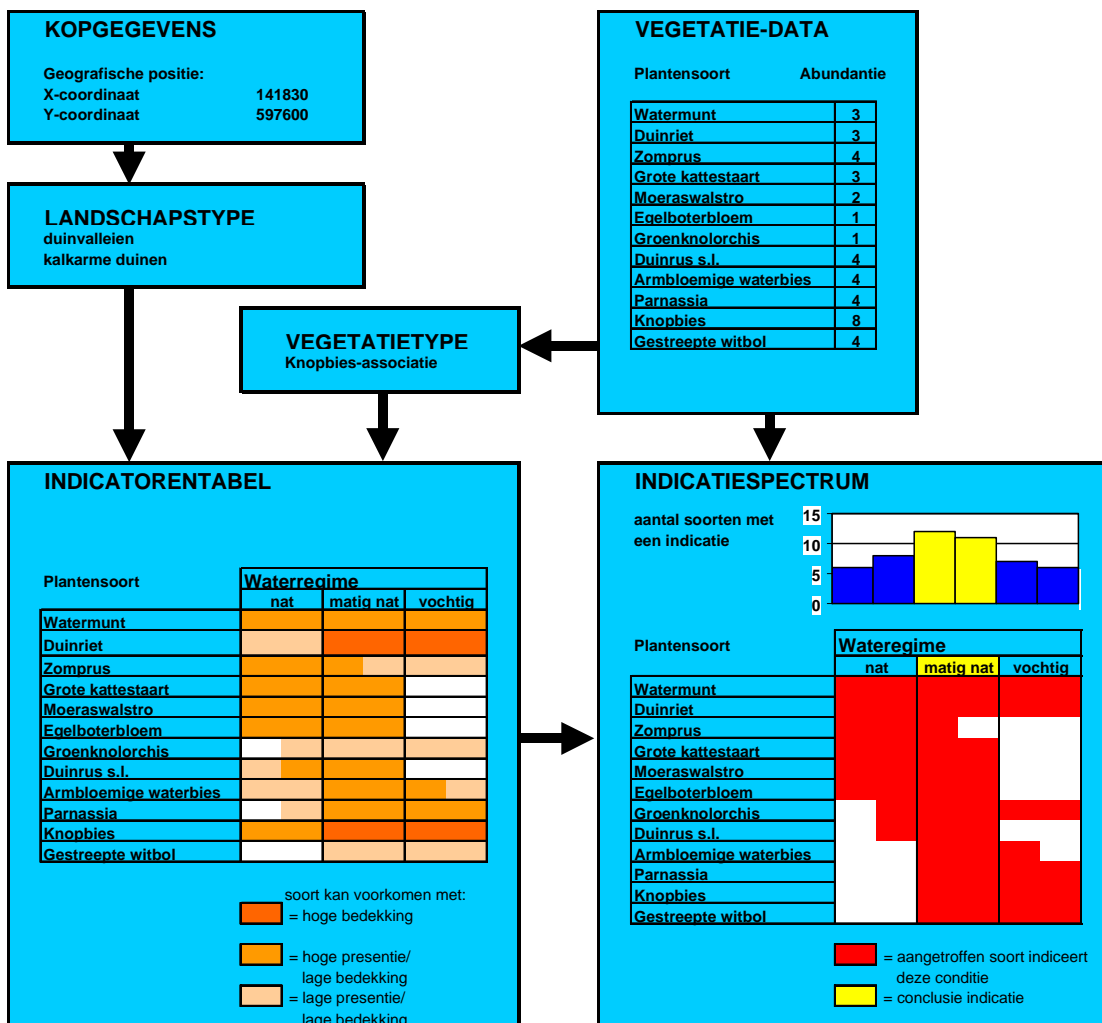 KOPGEGEVENS
Geografische positie:
X-coordinaat 141830
Y-coordinaat 597600
LANDSCHAPSTYPE
duinvalleien
kalkarme duinen
VEGETATIE-DATA
Plantensoort Abundantie
Watermunt 3
Duinriet 3
Zomprus 4
Grote kattestaart 3
Moeraswalstro 2
Egelboterbloem 1
Groenknolorchis 1
Duinrus s.l. 4
Armbloemige waterbies 4
Parnassia 4
Knopbies 8
Gestreepte witbol 4
VEGETATIETYPE
Knopbies-associatie
INDICATORENTABEL
Plantensoort Waterregime
nat matig nat vochtig
Watermunt
Duinriet
Zomprus
Grote kattestaart
Moeraswalstro
Egelboterbloem
Groenknolorchis
Duinrus s.l.
Armbloemige waterbies
Parnassia
Knopbies
Gestreepte witbol
soort kan voorkomen met:
= hoge bedekking
= hoge presentie/
lage bedekking
= lage presentie/
lage bedekking
INDICATIESPECTRUM
aantal soorten met
een indicatie
15
10
5
0
Plantensoort Wateregime
nat matig nat vochtig
Watermunt
Duinriet
Zomprus
Grote kattestaart
Moeraswalstro
Egelboterbloem
Groenknolorchis
Duinrus s.l.
Armbloemige waterbies
Parnassia
Knopbies
Gestreepte witbol
= aangetroffen soort indiceert
deze conditie
= conclusie indicatie